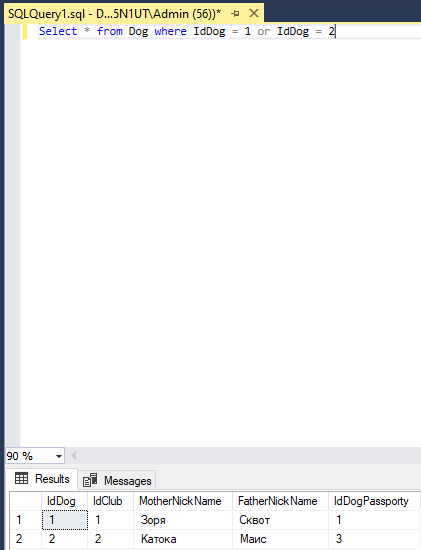 SQLQuery1.sql - D...5N1UT\Admin (56))*
Select * from Dog where IdDog = 1 or IdDog = 2
90 %
Results Messages
IdDog IdClub MotherNickName FatherNickName IdDogPassporty
1 1 1 Зоря Сквот 1
2 2 2 Катока Маис 3